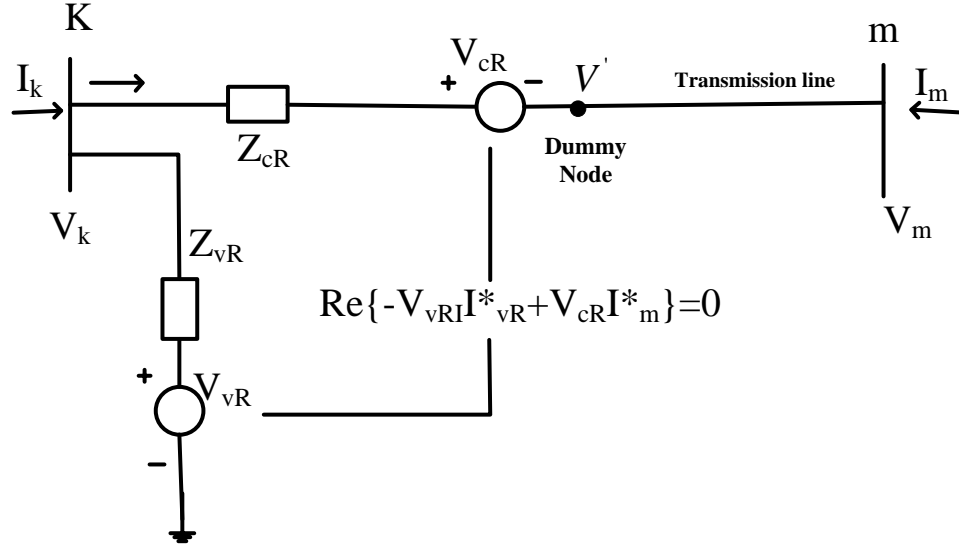 K
m
I_k
V_cR
+ −
V'
Transmission line
I_m
Z_cR
Dummy
Node
V_k
V_m
Z_vR
Re{-V_vRI I*_vR+V_cR I*_m}=0
+
V_vR
−